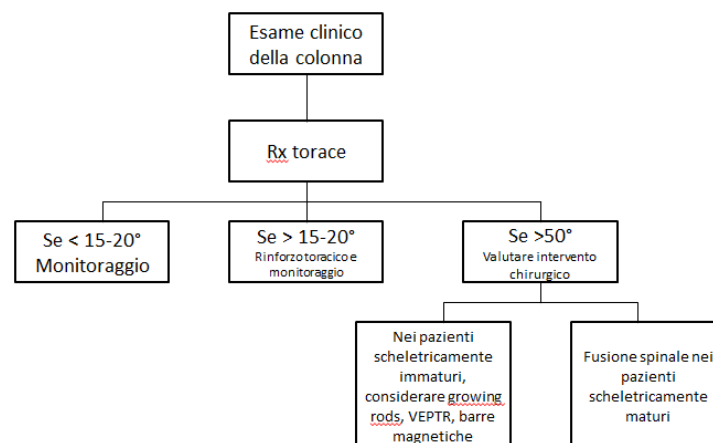 Esame clinico
della colonna
Rx torace
Se < 15-20°
Monitoraggio
Se > 15-20°
Rinforzo toracico e
monitoraggio
Se >50°
Valutare intervento
chirurgico
Nei pazienti
scheletricamente
immaturi,
considerare growing
rods, VEPTR, barre
magnetiche
Fusione spinale nei
pazienti
scheletricamente
maturi